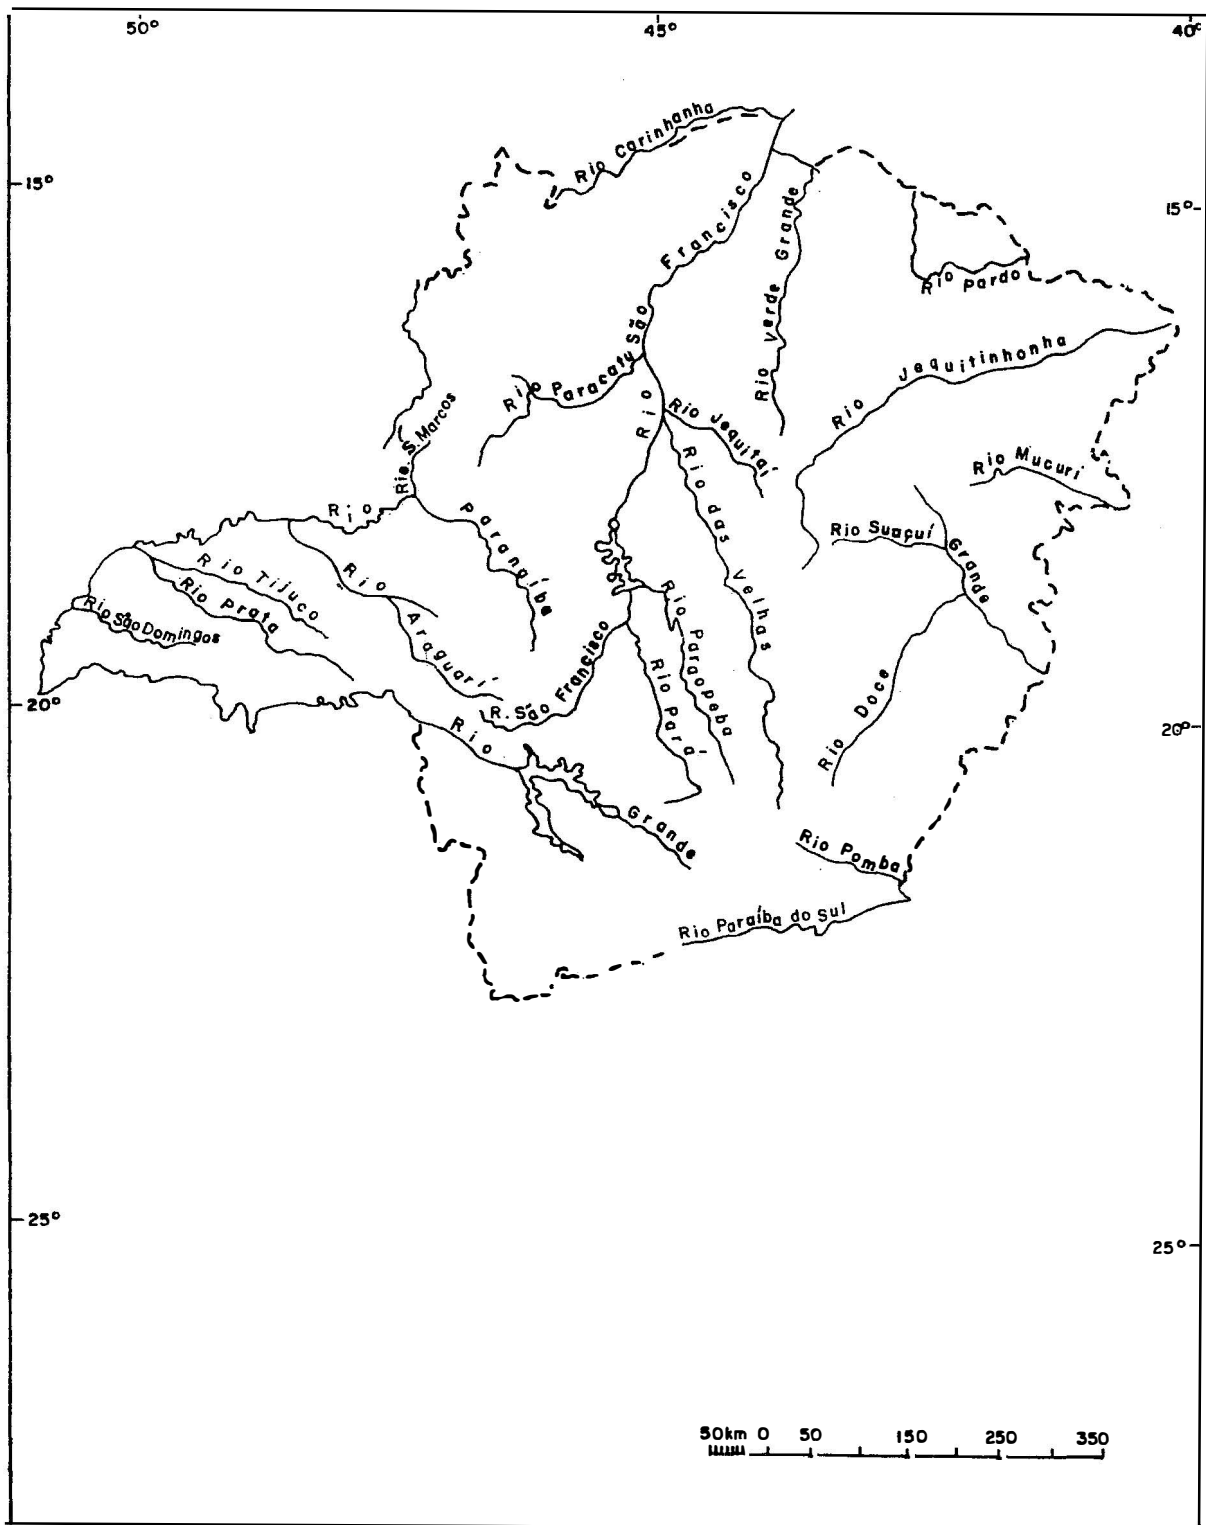 50°
45°
40°
Rio Carinhanha
15°
15°
Francisco
São
Rio
Rio Verde Grande
Rio Pardo
Rio Jequitinhonha
Rio Paracatu
Rio Jequitaí
Rio S. Marcos
Rio Mucurí
Rio das Velhas
Rio Paranaíba
Rio Suaçuí
Grande
Rio Tijuco
Rio Prata
Rio São Domingos
Rio Araguarí
R. São Francisco
Rio Paraopeba
Rio Pará
Rio Doce
20°
20°
Rio Grande
Rio Pomba
Rio Paraíba do Sul
25°
25°
50km 0 50 150 250 350